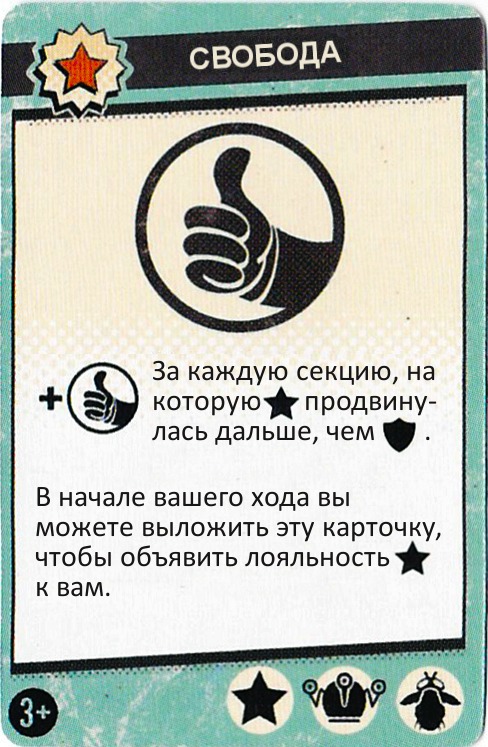 СВОБОДА
+
За каждую секцию, на
которую продвину-
лась дальше, чем .
В начале вашего хода вы
можете выложить эту карточку,
чтобы объявить лояльность
к вам.
3+